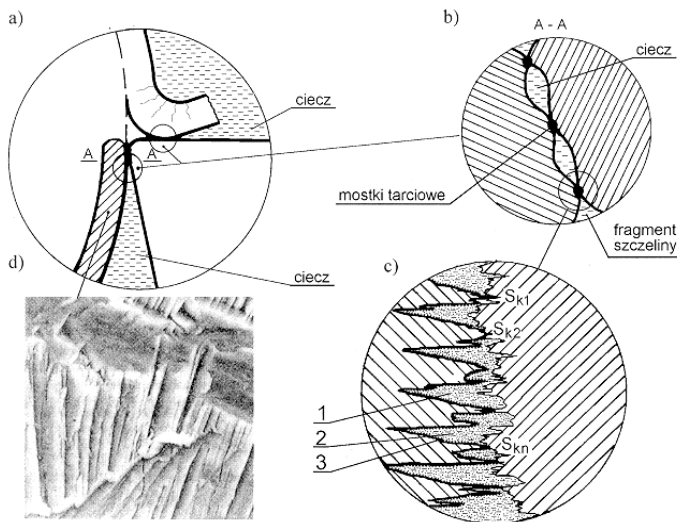 a)
ciecz
A
A
ciecz
b)
A - A
ciecz
mostki tarciowe
fragment
szczeliny
c)
Sk1
Sk2
1
2
3
Skn
d)